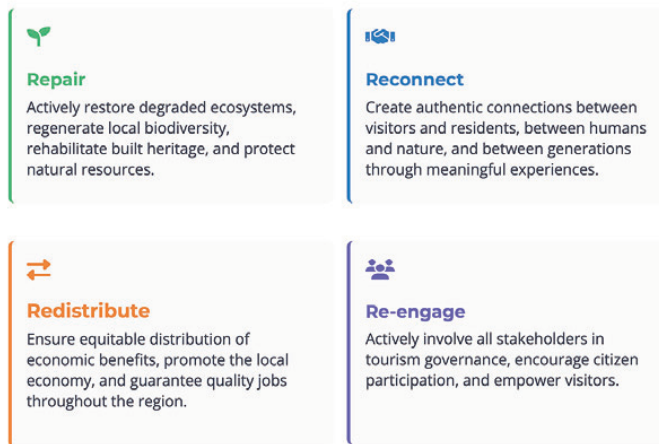 Repair
Actively restore degraded ecosystems,
regenerate local biodiversity,
rehabilitate built heritage, and protect
natural resources.
Reconnect
Create authentic connections between
visitors and residents, between humans
and nature, and between generations
through meaningful experiences.
Redistribute
Ensure equitable distribution of
economic benefits, promote the local
economy, and guarantee quality jobs
throughout the region.
Re-engage
Actively involve all stakeholders in
tourism governance, encourage citizen
participation, and empower visitors.